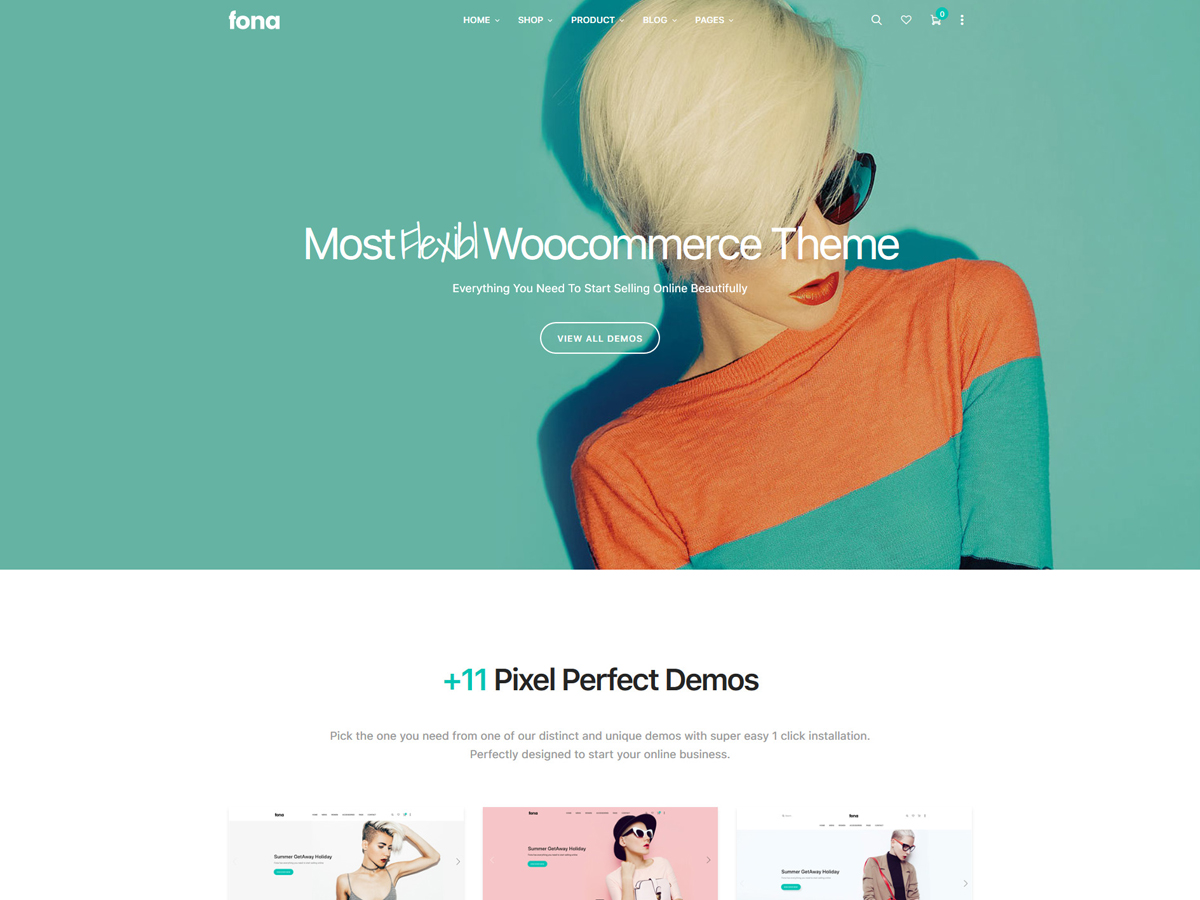 fona
HOME SHOP PRODUCT BLOG PAGES
0
Most Flexibl Woocommerce Theme
Everything You Need To Start Selling Online Beautifully
VIEW ALL DEMOS
+11 Pixel Perfect Demos
Pick the one you need from one of our distinct and unique demos with super easy 1 click installation.
Perfectly designed to start your online business.
fona
fona
fona
Summer GetAway Holiday
Summer GetAway Holiday
Summer GetAway Holiday